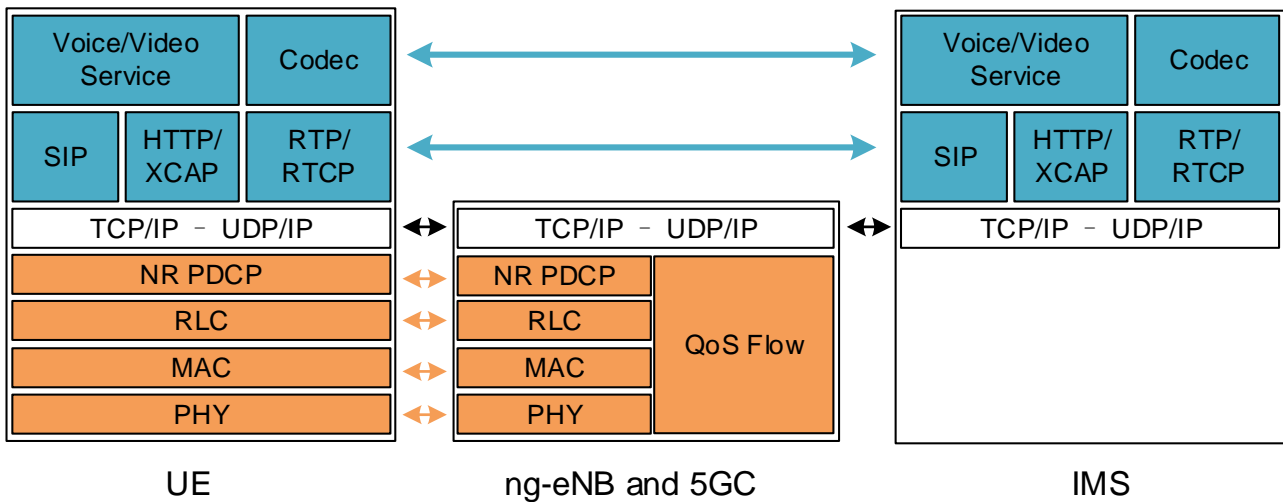 Voice/Video
Service
Codec
SIP
HTTP/
XCAP
RTP/
RTCP
TCP/IP - UDP/IP
NR PDCP
RLC
MAC
PHY
UE
TCP/IP - UDP/IP
NR PDCP
RLC
MAC
PHY
QoS Flow
ng-eNB and 5GC
Voice/Video
Service
Codec
SIP
HTTP/
XCAP
RTP/
RTCP
TCP/IP - UDP/IP
IMS